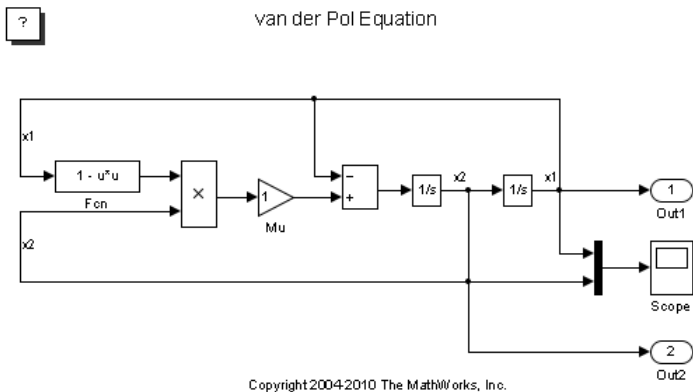 ?
van der Pol Equation
x1
1 - u*u
Fcn
×
1
Mu
−
+
1/s
x2
1/s
x1
1
Out1
x2
Scope
2
Out2
Copyright 2004-2010 The MathWorks, Inc.